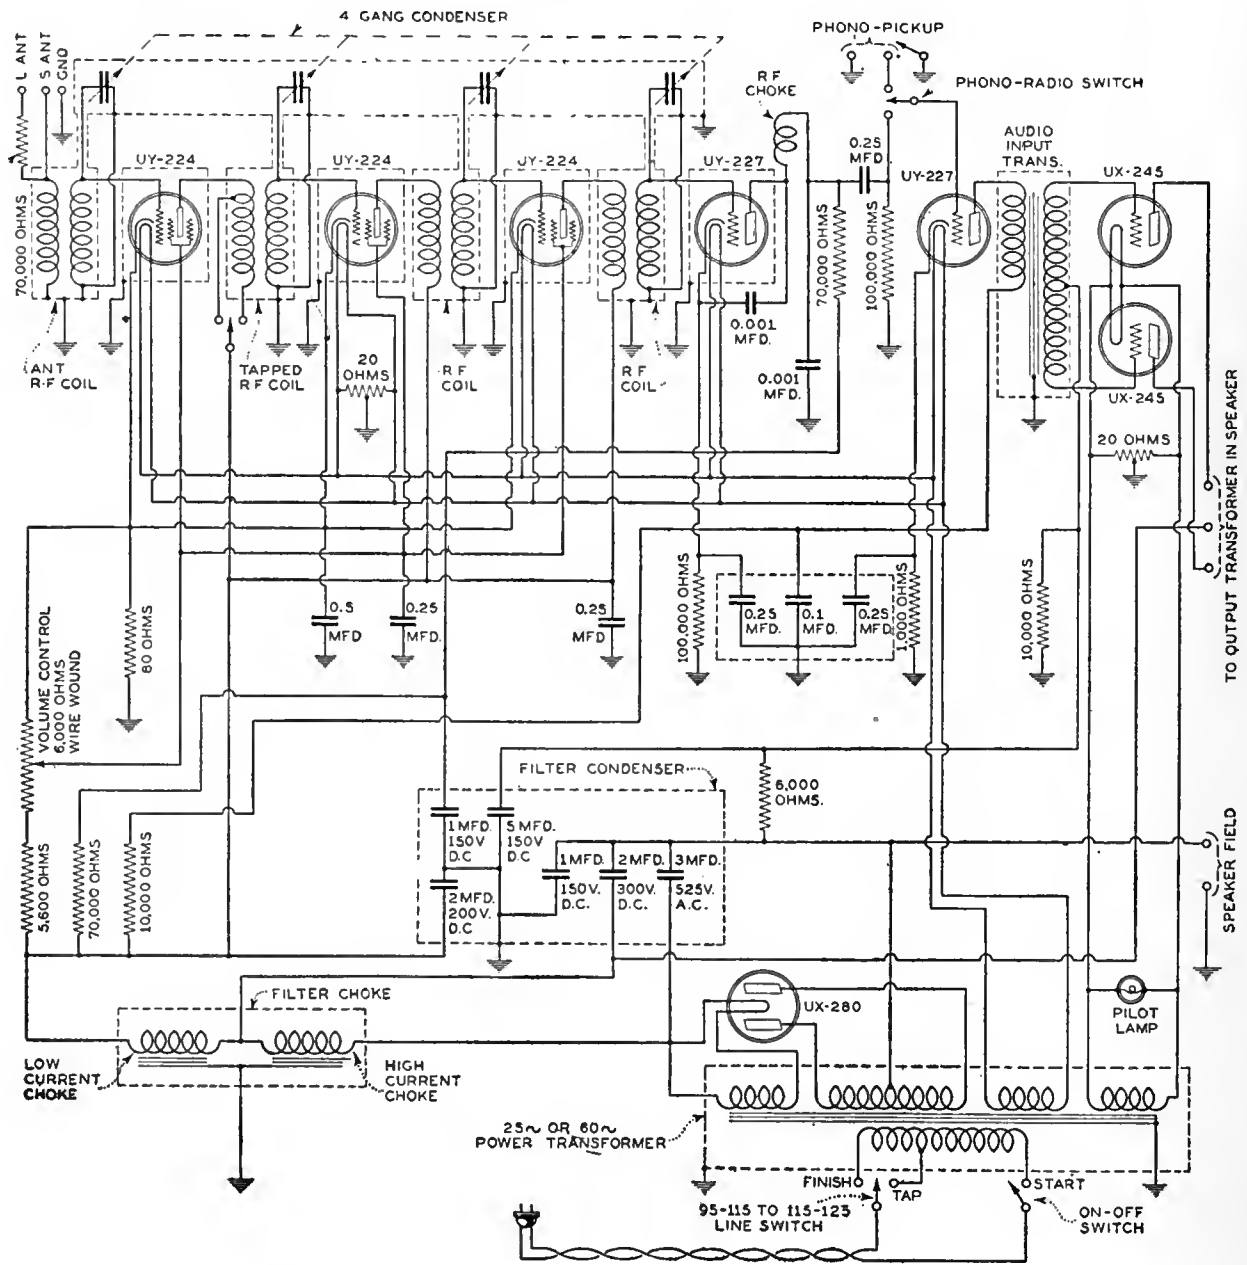 4 GANG CONDENSER
L ANT
S ANT
GND
PHONO-PICKUP
PHONO-RADIO SWITCH
R F
CHOKE
0.25
MFD.
AUDIO
INPUT
TRANS.
UY-224
UY-224
UY-224
UY-227
UY-227
UX-245
70,000 OHMS
70,000 OHMS
100,000 OHMS
0.001
MFD.
0.001
MFD.
ANT
R-F COIL
TAPPED
R F COIL
20
OHMS
R F
COIL
R F
COIL
UX-245
20 OHMS
TO OUTPUT TRANSFORMER IN SPEAKER
VOLUME CONTROL
6,000 OHMS
WIRE WOUND
80 OHMS
0.5
MFD
0.25
MFD.
0.25
MFD
100,000 OHMS
0.25
MFD.
0.1
MFD.
0.25
MFD
1,000 OHMS
10,000 OHMS
FILTER CONDENSER
6,000
OHMS.
1 MFD.
150V
D.C
5 MFD.
150V
D.C
1 MFD.
150V.
D.C.
2 MFD.
300V.
D.C.
3 MFD.
525V.
A.C.
2 MFD.
200V.
D.C
5,600 OHMS
70,000 OHMS
10,000 OHMS
SPEAKER FIELD
FILTER CHOKE
UX-280
PILOT
LAMP
LOW
CURRENT
CHOKE
HIGH
CURRENT
CHOKE
25~ OR 60~
POWER TRANSFORMER
FINISH
TAP
START
95-115 TO 115-125
LINE SWITCH
ON-OFF
SWITCH